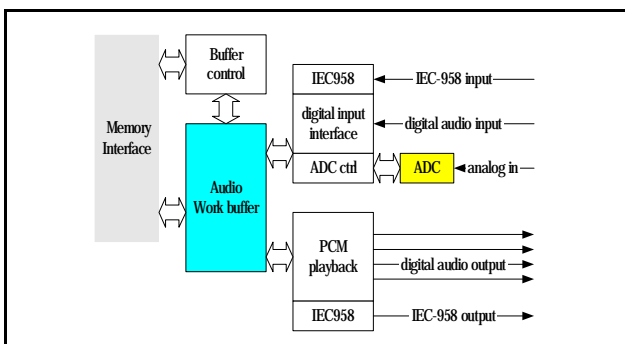 Buffer
control
Memory
Interface
Audio
Work buffer
IEC958
digital input
interface
ADC ctrl
IEC-958 input
digital audio input
ADC
analog in
PCM
playback
IEC958
digital audio output
IEC-958 output